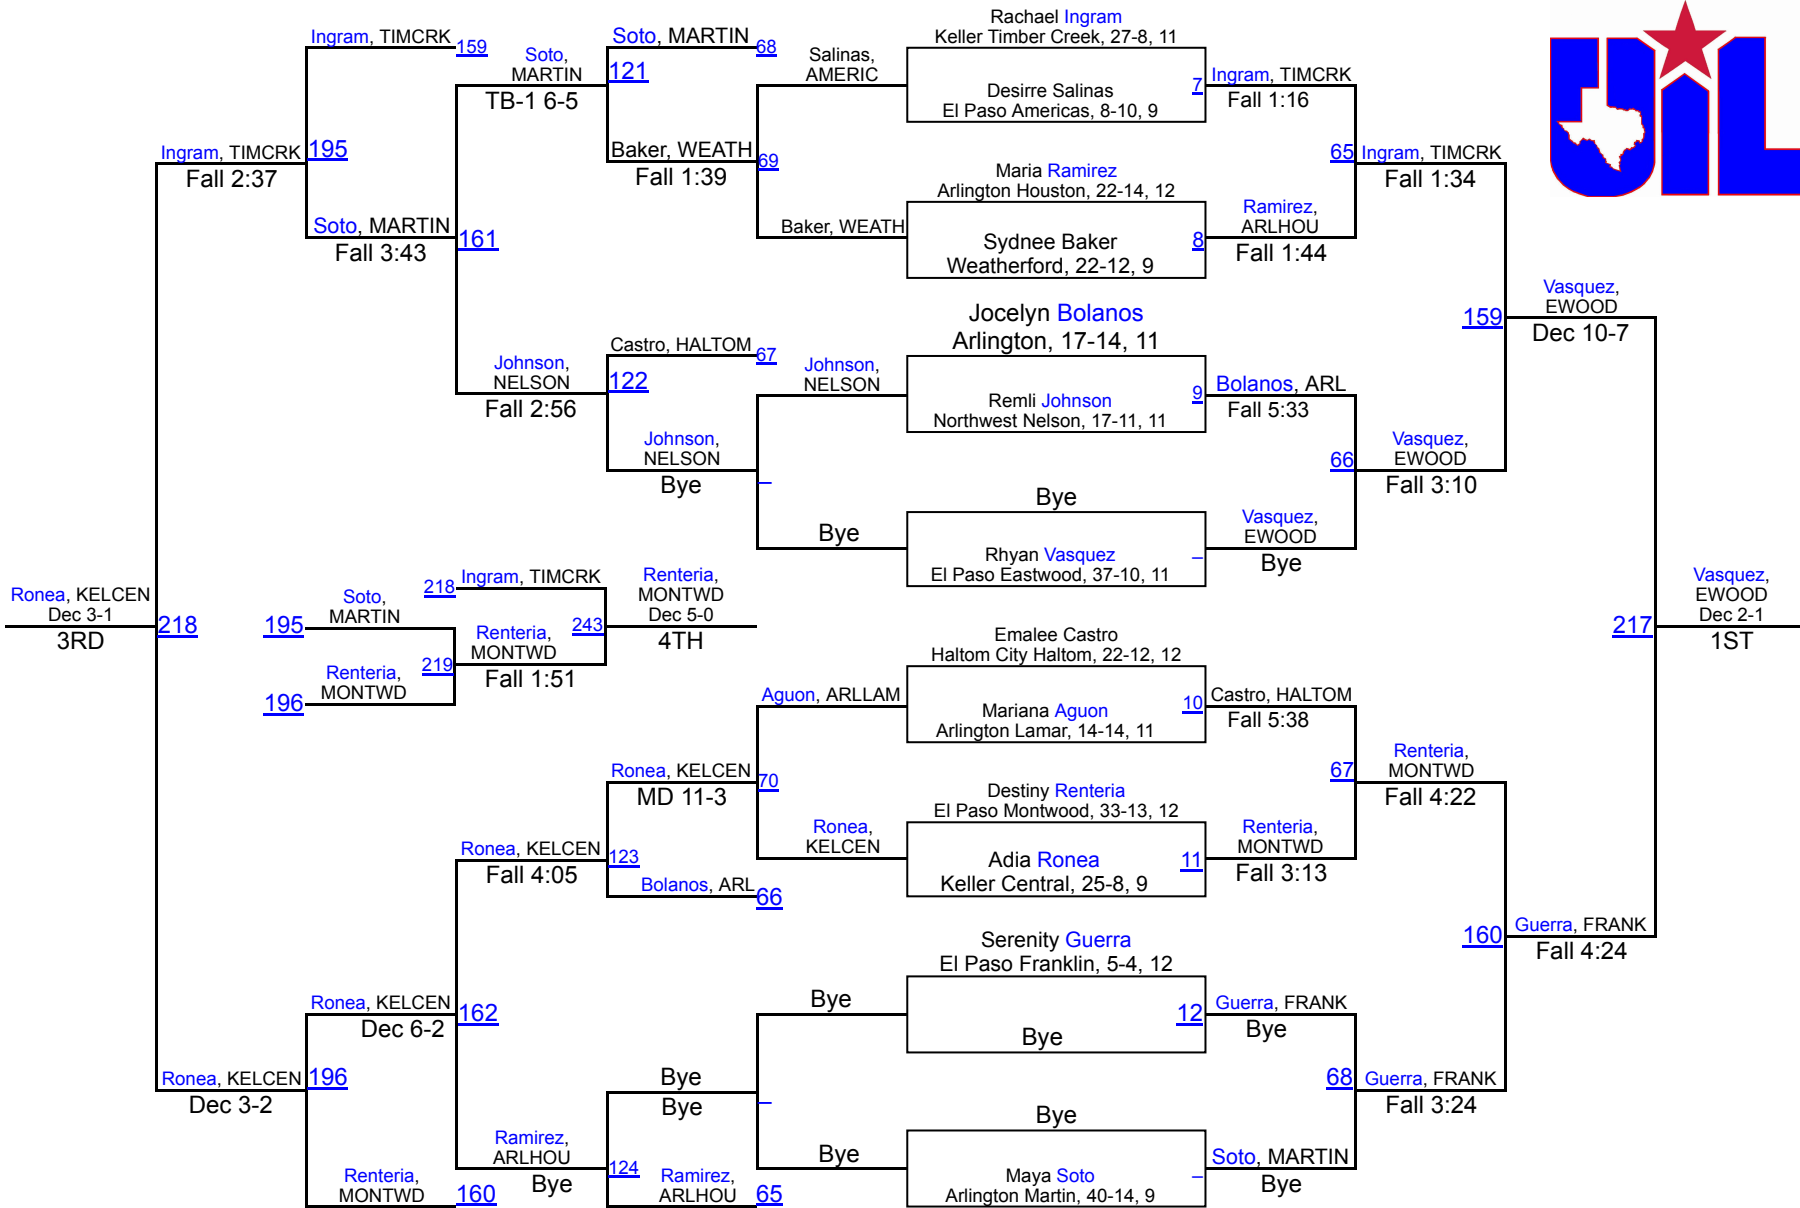 Ingram, TIMCRK
159
Soto,
MARTIN
TB-1 6-5
Soto, MARTIN
68
121
Salinas,
AMERIC
Rachael Ingram
Keller Timber Creek, 27-8, 11
Desirre Salinas
El Paso Americas, 8-10, 9
7
Ingram, TIMCRK
Fall 1:16
UIL
Ingram, TIMCRK
Fall 2:37
195
Baker, WEATH
Fall 1:39
69
Maria Ramirez
Arlington Houston, 22-14, 12
65
Ingram, TIMCRK
Fall 1:34
Soto, MARTIN
Fall 3:43
161
Baker, WEATH
Sydnee Baker
Weatherford, 22-12, 9
8
Ramirez,
ARLHOU
Fall 1:44
Jocelyn Bolanos
Arlington, 17-14, 11
159
Vasquez,
EWOOD
Dec 10-7
Johnson,
NELSON
Fall 2:56
Castro, HALTOM
67
122
Johnson,
NELSON
Remli Johnson
Northwest Nelson, 17-11, 11
9
Bolanos, ARL
Fall 5:33
Johnson,
NELSON
Bye
–
66
Vasquez,
EWOOD
Fall 3:10
Bye
Bye
Rhyan Vasquez
El Paso Eastwood, 37-10, 11
–
Vasquez,
EWOOD
Bye
Ronea, KELCEN
Dec 3-1
3RD
218
195
Soto,
MARTIN
218
Ingram, TIMCRK
Renteria,
MONTWD
Dec 5-0
4TH
243
Renteria,
MONTWD
Fall 1:51
219
196
Renteria,
MONTWD
217
Vasquez,
EWOOD
Dec 2-1
1ST
Emalee Castro
Haltom City Haltom, 22-12, 12
Aguon, ARLLAM
Mariana Aguon
Arlington Lamar, 14-14, 11
10
Castro, HALTOM
Fall 5:38
Ronea, KELCEN
MD 11-3
70
Destiny Renteria
El Paso Montwood, 33-13, 12
67
Renteria,
MONTWD
Fall 4:22
Ronea, KELCEN
Fall 4:05
123
Ronea,
KELCEN
Adia Ronea
Keller Central, 25-8, 9
11
Renteria,
MONTWD
Fall 3:13
Bolanos, ARL
66
Serenity Guerra
El Paso Franklin, 5-4, 12
160
Guerra, FRANK
Fall 4:24
Ronea, KELCEN
Dec 6-2
162
Bye
Bye
12
Guerra, FRANK
Bye
Ronea, KELCEN
Dec 3-2
196
Bye
Bye
–
Bye
68
Guerra, FRANK
Fall 3:24
Renteria,
MONTWD
160
Ramirez,
ARLHOU
Bye
124
Ramirez,
ARLHOU
65
Bye
Maya Soto
Arlington Martin, 40-14, 9
–
Soto, MARTIN
Bye